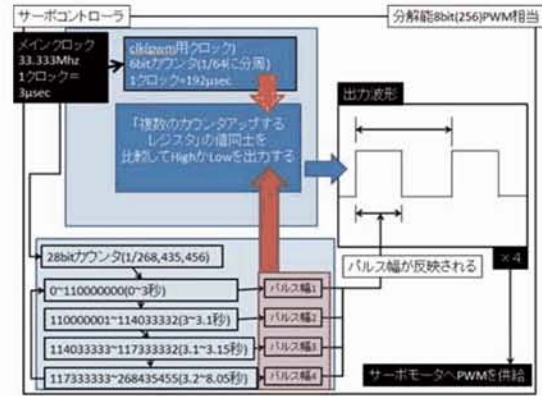 サーボコントローラ
分解能8bit(256)PWM相当
メインクロック
33.333Mhz
1クロック=
3μsec
clk(pwm用クロック)
6bitカウンタ(1/64に分周)
1クロック=192μsec
「複数のカウンタアップする
レジスタ」の値同士を
比較してHighかLowを出力する
出力波形
パルス幅が反映される
×4
28bitカウンタ(1/268,435,456)
0~110000000(0~3秒)
パルス幅1
110000001~114033332(3~3.1秒)
パルス幅2
114033333~117333332(3.1~3.15秒)
パルス幅3
117333333~268435455(3.2~8.05秒)
パルス幅4
サーボモータへPWMを供給